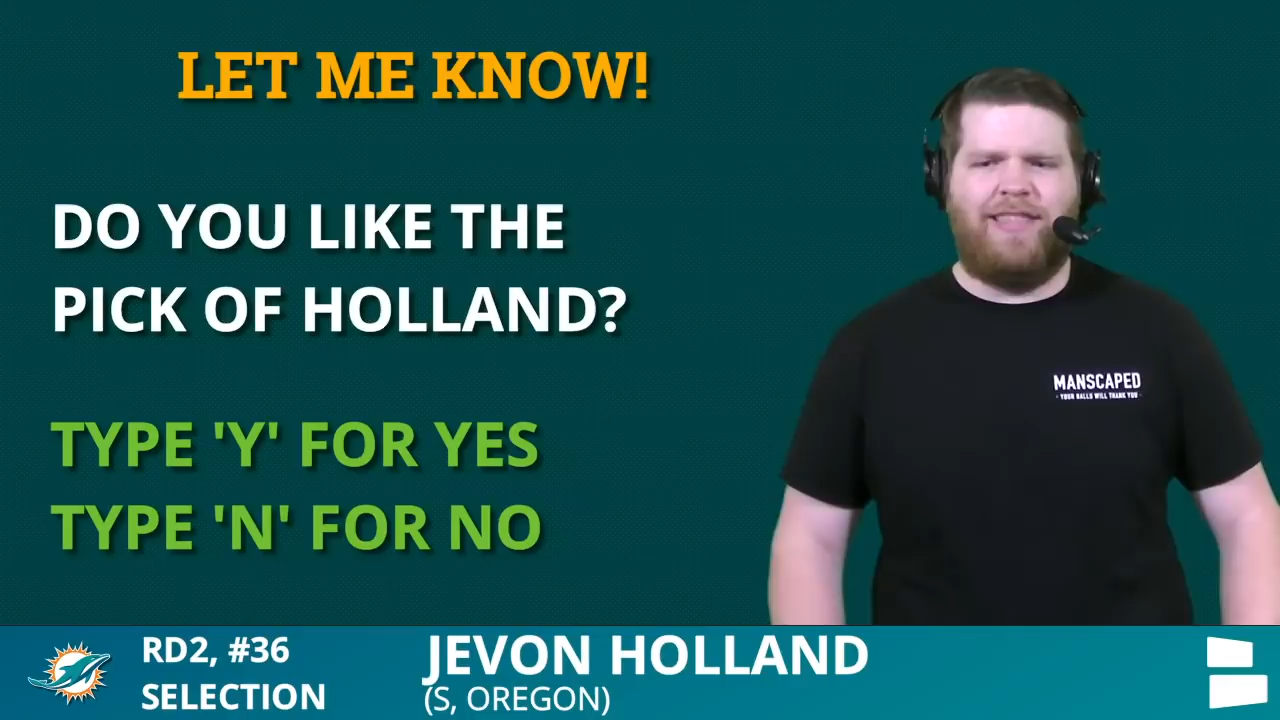 LET ME KNOW!
DO YOU LIKE THE
PICK OF HOLLAND?
TYPE 'Y' FOR YES
TYPE 'N' FOR NO
MANSCAPED
YOUR BALLS WILL THANK YOU
RD2, #36
SELECTION
JEVON HOLLAND
(S, OREGON)